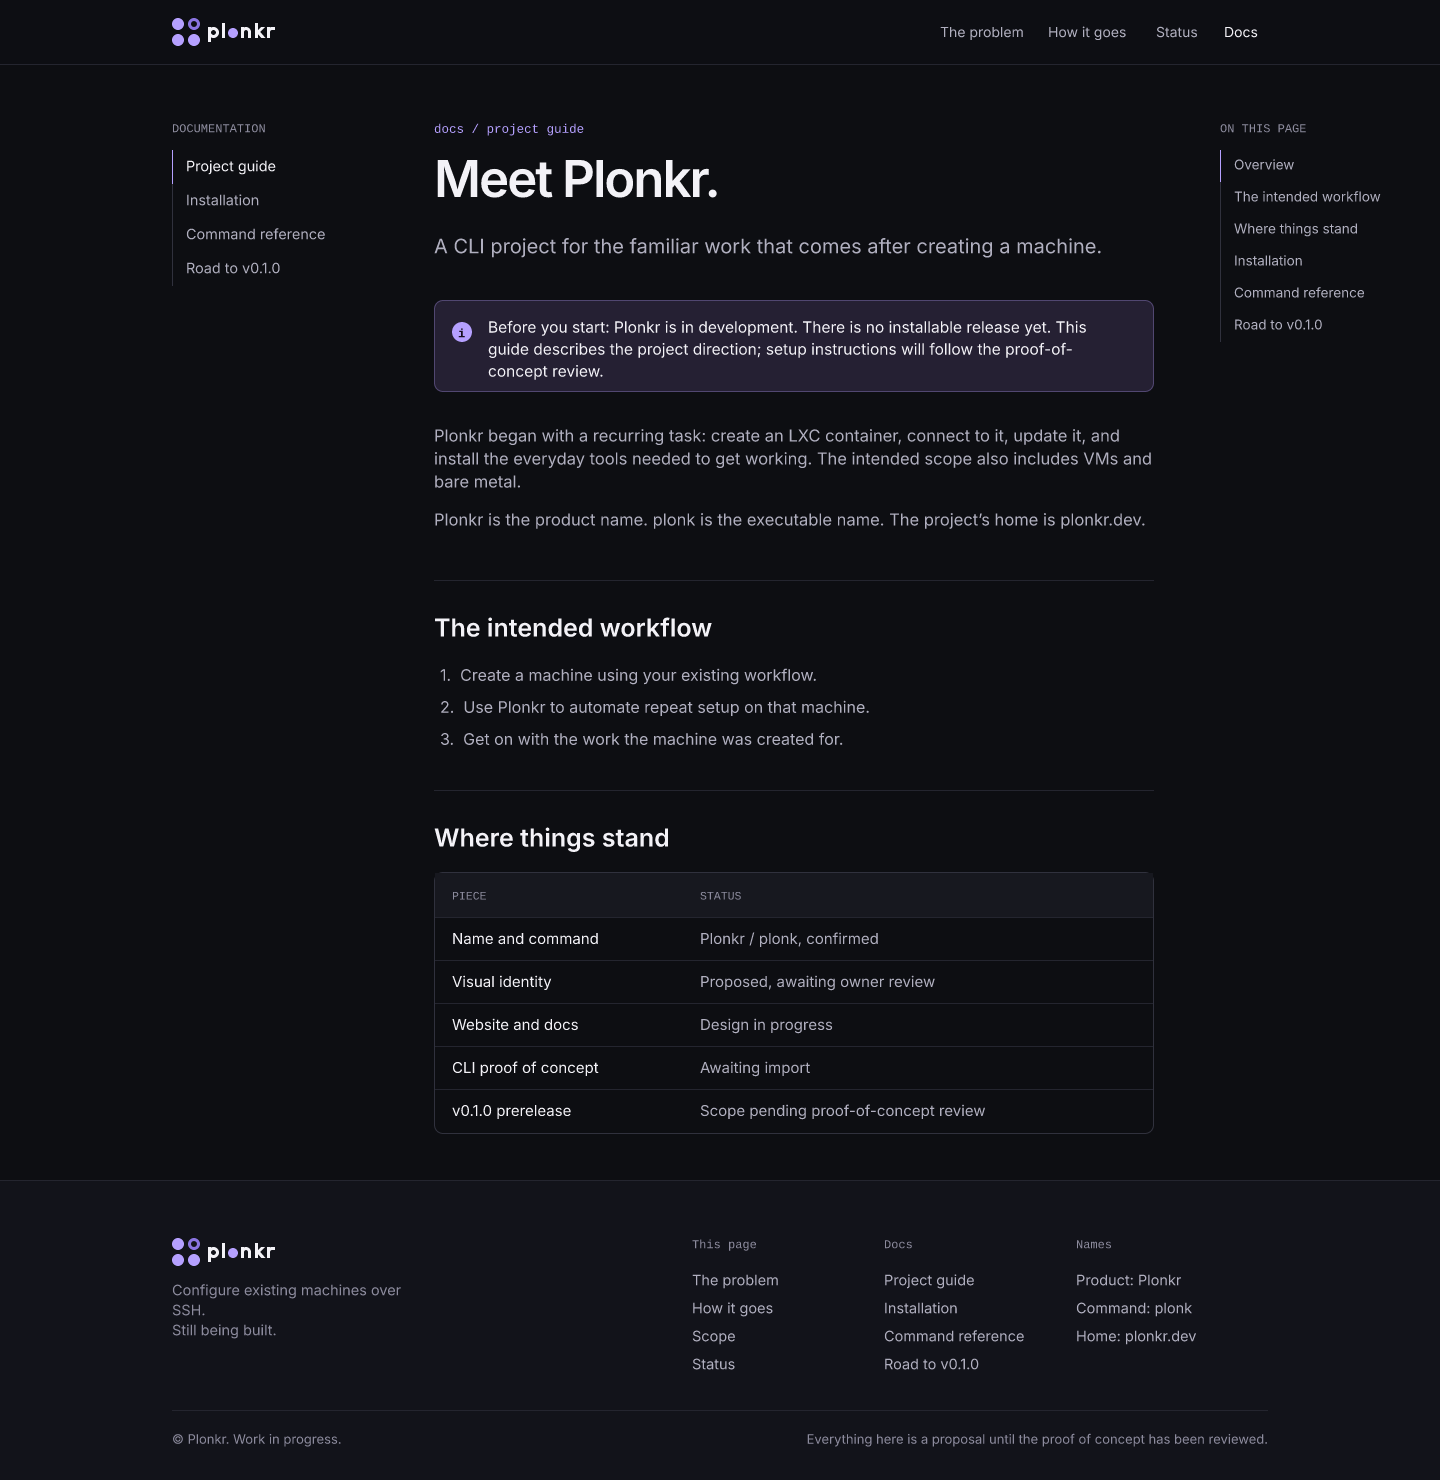 plonkr
The problem
How it goes
Status
Docs
DOCUMENTATION
Project guide
Installation
Command reference
Road to v0.1.0
docs / project guide
Meet Plonkr.
A CLI project for the familiar work that comes after creating a machine.
i
Before you start: Plonkr is in development. There is no installable release yet. This
guide describes the project direction; setup instructions will follow the proof-of-
concept review.
Plonkr began with a recurring task: create an LXC container, connect to it, update it, and
install the everyday tools needed to get working. The intended scope also includes VMs and
bare metal.
Plonkr is the product name. plonk is the executable name. The project’s home is plonkr.dev.
The intended workflow
1. Create a machine using your existing workflow.
2. Use Plonkr to automate repeat setup on that machine.
3. Get on with the work the machine was created for.
Where things stand
PIECE STATUS
Name and command Plonkr / plonk, confirmed
Visual identity Proposed, awaiting owner review
Website and docs Design in progress
CLI proof of concept Awaiting import
v0.1.0 prerelease Scope pending proof-of-concept review
ON THIS PAGE
Overview
The intended workflow
Where things stand
Installation
Command reference
Road to v0.1.0
plonkr
Configure existing machines over
SSH.
Still being built.
This page
The problem
How it goes
Scope
Status
Docs
Project guide
Installation
Command reference
Road to v0.1.0
Names
Product: Plonkr
Command: plonk
Home: plonkr.dev
© Plonkr. Work in progress.
Everything here is a proposal until the proof of concept has been reviewed.